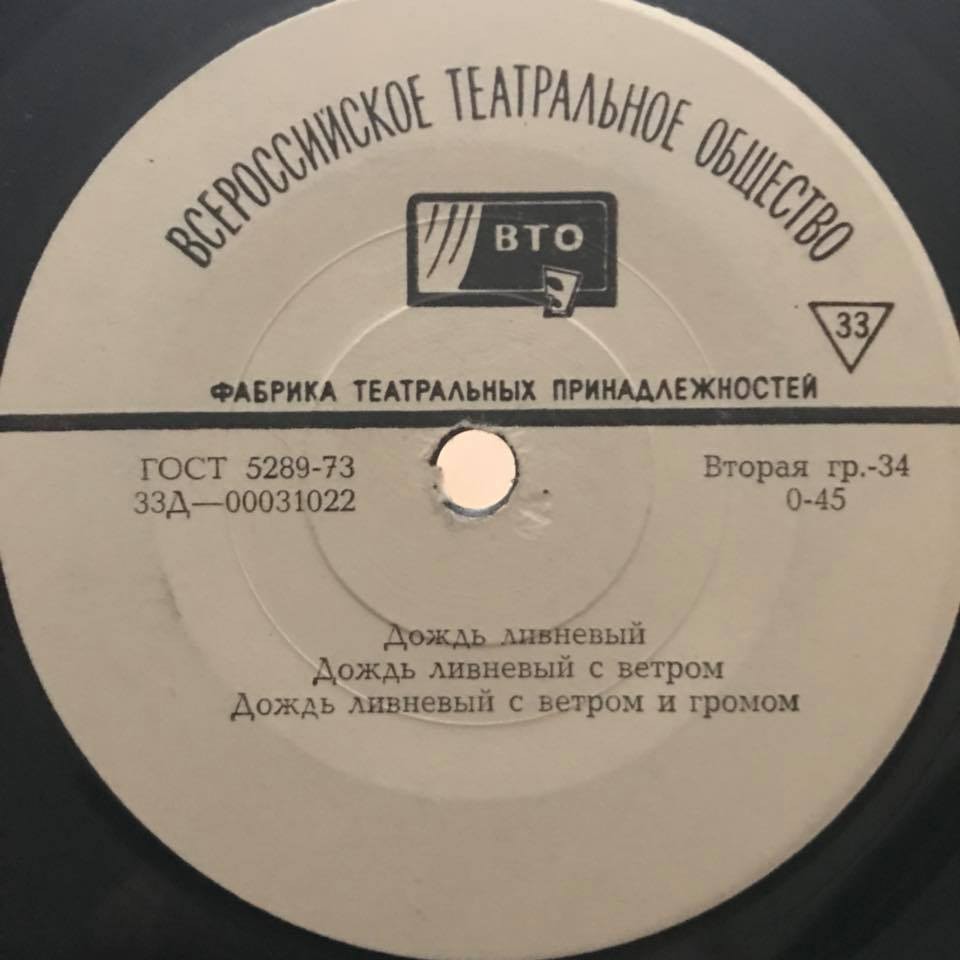 ВСЕРОССИЙСКОЕ ТЕАТРАЛЬНОЕ ОБЩЕСТВО
ВТО
33
ФАБРИКА ТЕАТРАЛЬНЫХ ПРИНАДЛЕЖНОСТЕЙ
ГОСТ 5289-73
Вторая гр.-34
33Д—00031022
0-45
Дождь ливневый
Дождь ливневый с ветром
Дождь ливневый с ветром и громом